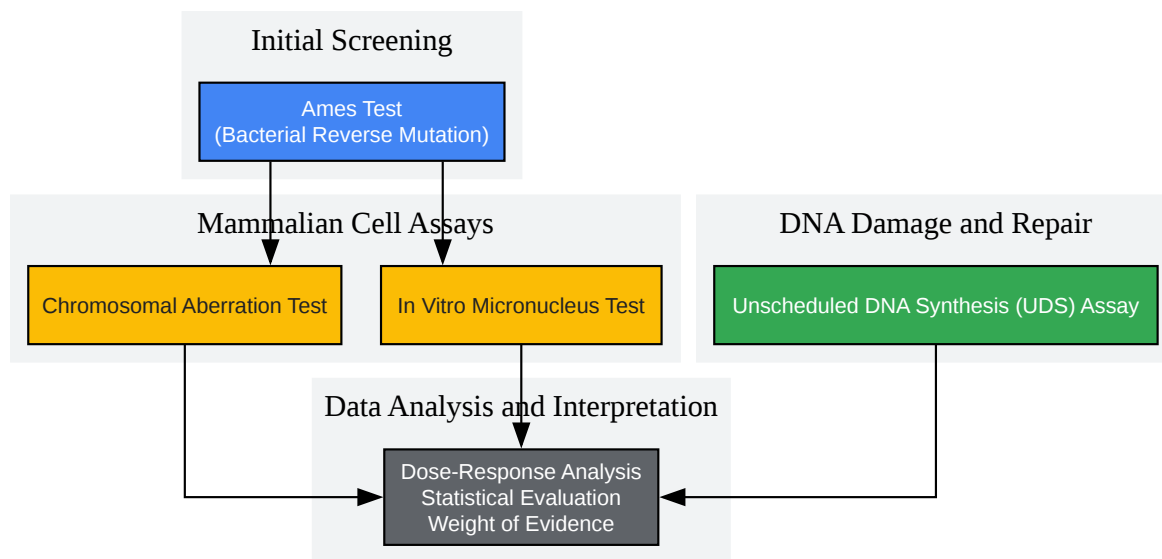 Initial Screening
Ames Test
(Bacterial Reverse Mutation)
Mammalian Cell Assays
DNA Damage and Repair
Chromosomal Aberration Test
In Vitro Micronucleus Test
Unscheduled DNA Synthesis (UDS) Assay
Data Analysis and Interpretation
Dose-Response Analysis
Statistical Evaluation
Weight of Evidence